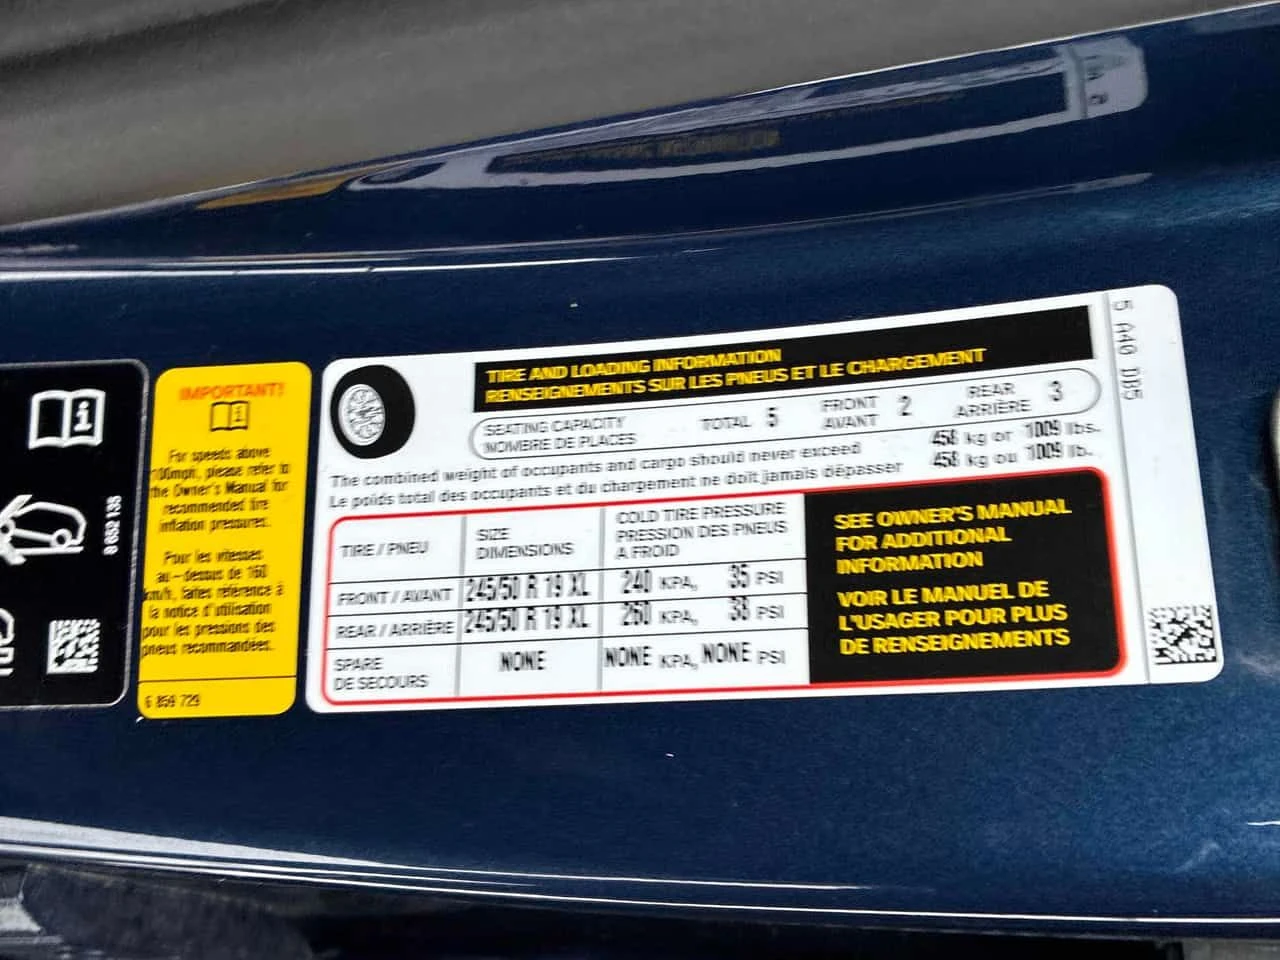 8 652 135
IMPORTANT!
For speeds above
100mph, please refer to
the Owner's Manual for
recommended tire
inflation pressures.
Pour les vitesses
au-dessus de 160
km/h, faites référence à
la notice d'utilisation
pour les pressions des
pneus recommandées.
6 859 729
TIRE AND LOADING INFORMATION
RENSEIGNEMENTS SUR LES PNEUS ET LE CHARGEMENT
SEATING CAPACITY
NOMBRE DE PLACES
TOTAL 5
FRONT
AVANT 2
REAR
ARRIÈRE 3
The combined weight of occupants and cargo should never exceed 458 kg or 1009 lbs.
Le poids total des occupants et du chargement ne doit jamais dépasser 458 kg ou 1009 lb.
TIRE / PNEU
SIZE
DIMENSIONS
COLD TIRE PRESSURE
PRESSION DES PNEUS
A FROID
FRONT / AVANT 245/50 R 19 XL 240 KPA, 35 PSI
REAR / ARRIÈRE 245/50 R 19 XL 260 KPA, 38 PSI
SPARE
DE SECOURS
NONE NONE KPA, NONE PSI
SEE OWNER'S MANUAL
FOR ADDITIONAL
INFORMATION
VOIR LE MANUEL DE
L'USAGER POUR PLUS
DE RENSEIGNEMENTS
5 A40 DB5